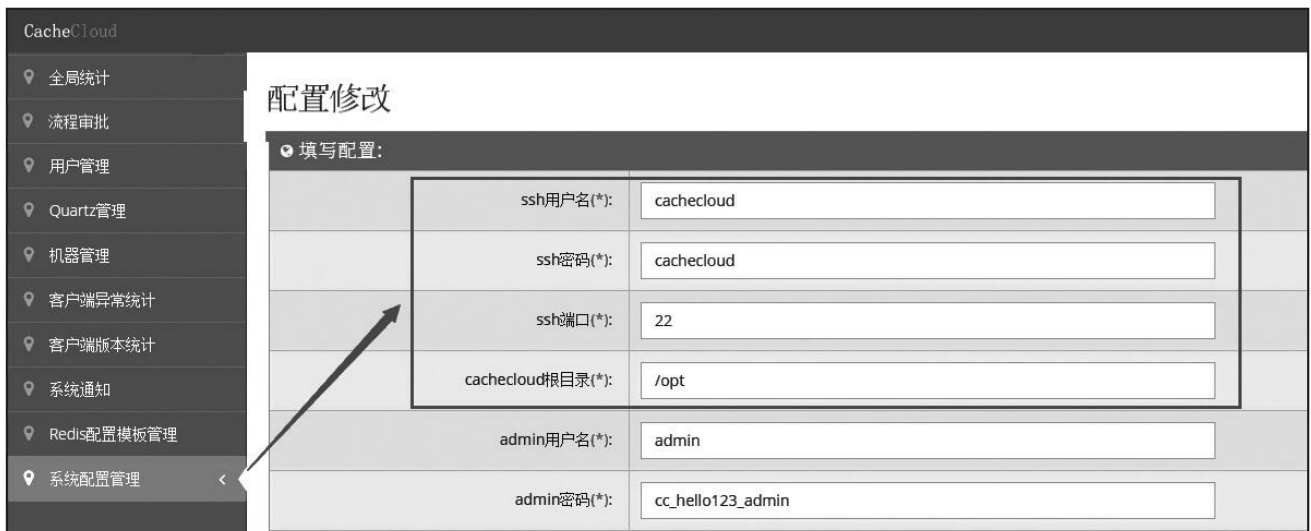 CacheCloud
全局统计
流程审批
用户管理
Quartz管理
机器管理
客户端异常统计
客户端版本统计
系统通知
Redis配置模板管理
系统配置管理
配置修改
填写配置:
ssh用户名(*): cachecloud
ssh密码(*): cachecloud
ssh端口(*): 22
cachecloud根目录(*): /opt
admin用户名(*): admin
admin密码(*): cc_hello123_admin